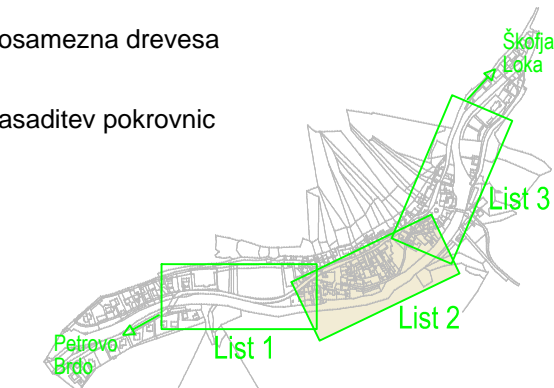 osamezna drevesa
Škofja
Loka
asaditev pokrovnic
List 3
List 2
List 1
Petrovo
Brdo